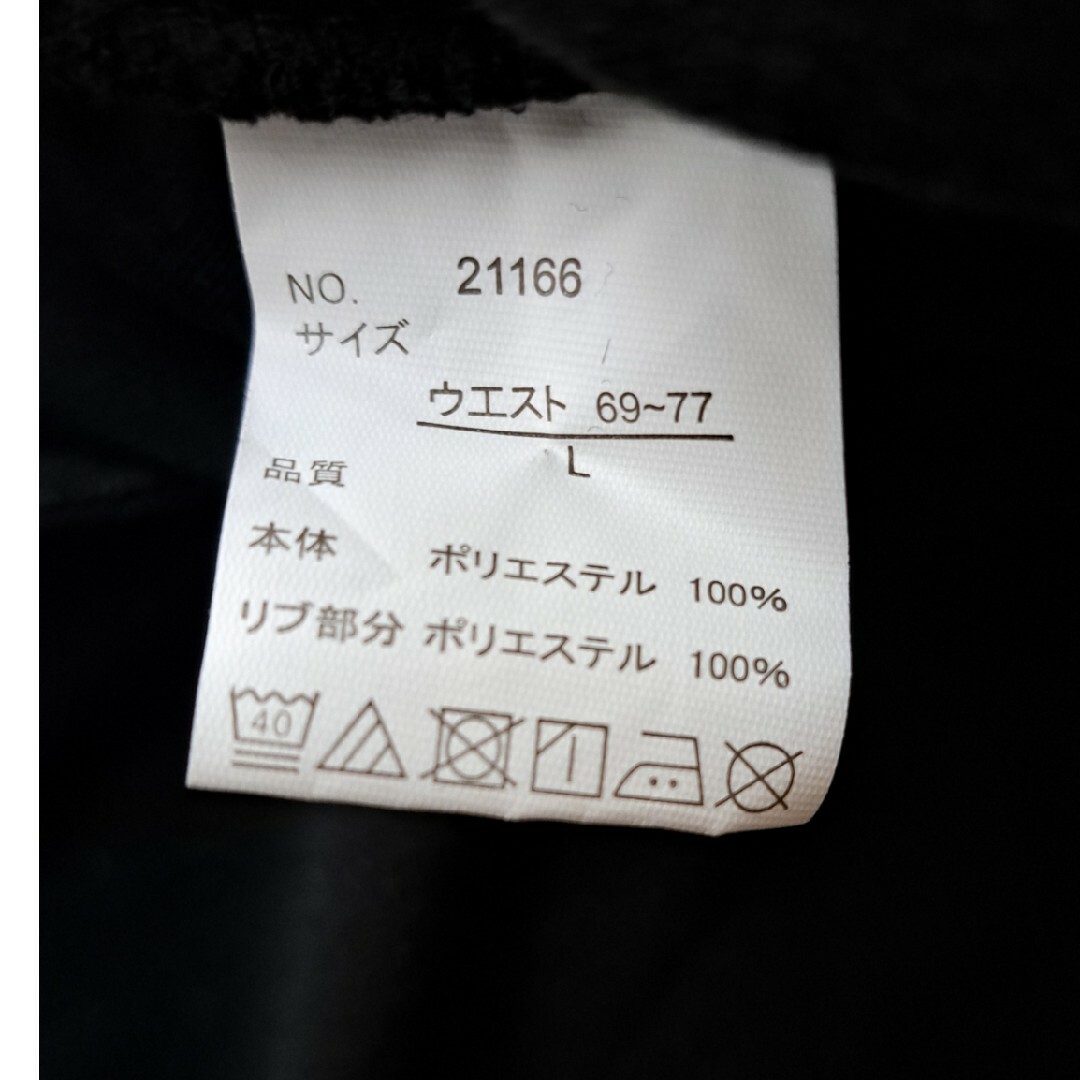 NO. 21166
サイズ
ウエスト 69~77
L
品質
本体 ポリエステル 100%
リブ部分 ポリエステル 100%
40